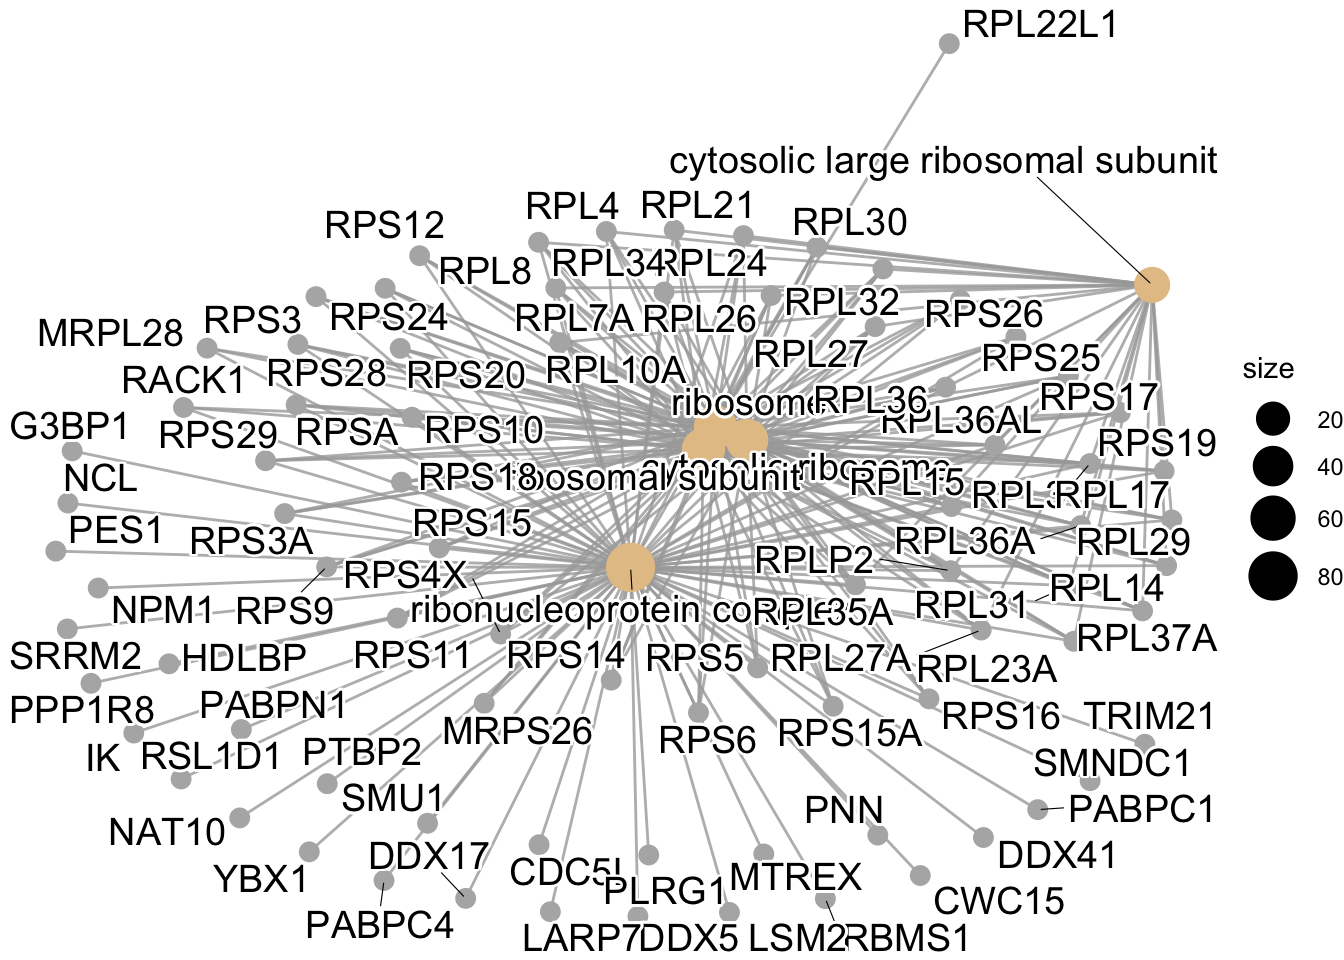 RPL22L1
cytosolic large ribosomal subunit
RPL4
RPL21
RPS12
RPL30
RPL8
RPL34
RPL24
RPL32
RPS26
RPS3
RPS24
RPL7A
RPL26
MRPL28
RPL27
RPS25
size
RACK1
RPS28
RPS20
RPL10A
RPS17
ribosome
RPL36
RPL36AL
20
G3BP1
RPS29
RPSA
RPS10
RPS19
40
NCL
RPS18
ribosomal subunit
cytosolic ribosome
RPL15
RPL17
60
PES1
RPS3A
RPS15
RPL36A
RPL29
RPS4X
RPLP2
80
NPM1
RPS9
ribonucleoprotein complex
RPL35A
RPL31
RPL14
SRRM2
HDLBP
RPS11
RPS14
RPS5
RPL27A
RPL23A
RPL37A
PPP1R8
PABPN1
MRPS26
RPS6
RPS15A
RPS16
TRIM21
IK
RSL1D1
PTBP2
SMNDC1
SMU1
PNN
PABPC1
NAT10
DDX17
CDC5L
MTREX
DDX41
YBX1
PLRG1
CWC15
PABPC4
LARP7
DDX5
LSM2
RBMS1